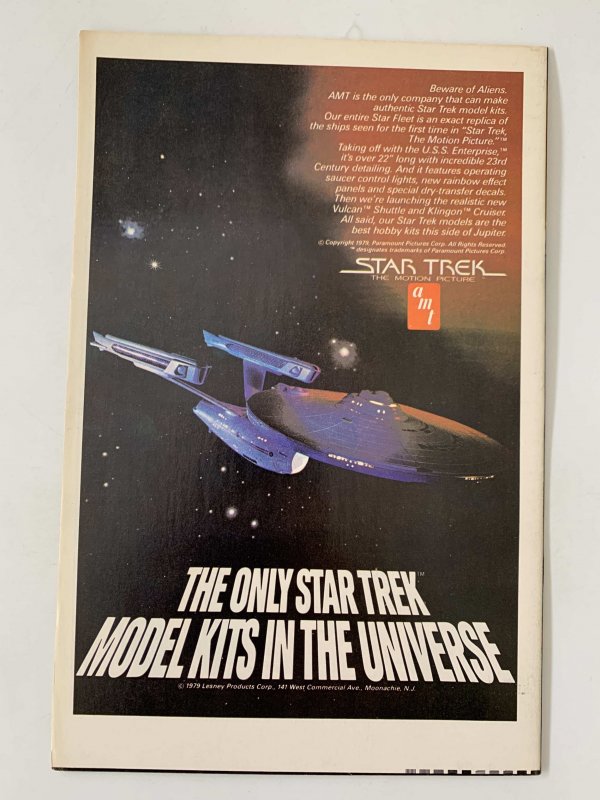 Beware of Aliens.
AMT is the only company that can make
authentic Star Trek model kits.
Our entire Star Fleet is an exact replica of
the ships seen for the first time in "Star Trek,
The Motion Picture."™
Taking off with the U.S.S. Enterprise,™
it's over 22" long with incredible 23rd
Century detailing. And it features operating
saucer control lights, new rainbow effect
panels and special dry-transfer decals.
Then we're launching the realistic new
Vulcan™ Shuttle and Klingon™ Cruiser.
All said, our Star Trek models are the
best hobby kits this side of Jupiter.
© Copyright 1979, Paramount Pictures Corp. All Rights Reserved.
™ designates trademarks of Paramount Pictures Corp.
STAR TREK
THE MOTION PICTURE
amt
THE ONLY STAR TREK™
MODEL KITS IN THE UNIVERSE
© 1979 Lesney Products Corp., 141 West Commercial Ave., Moonachie, N.J.